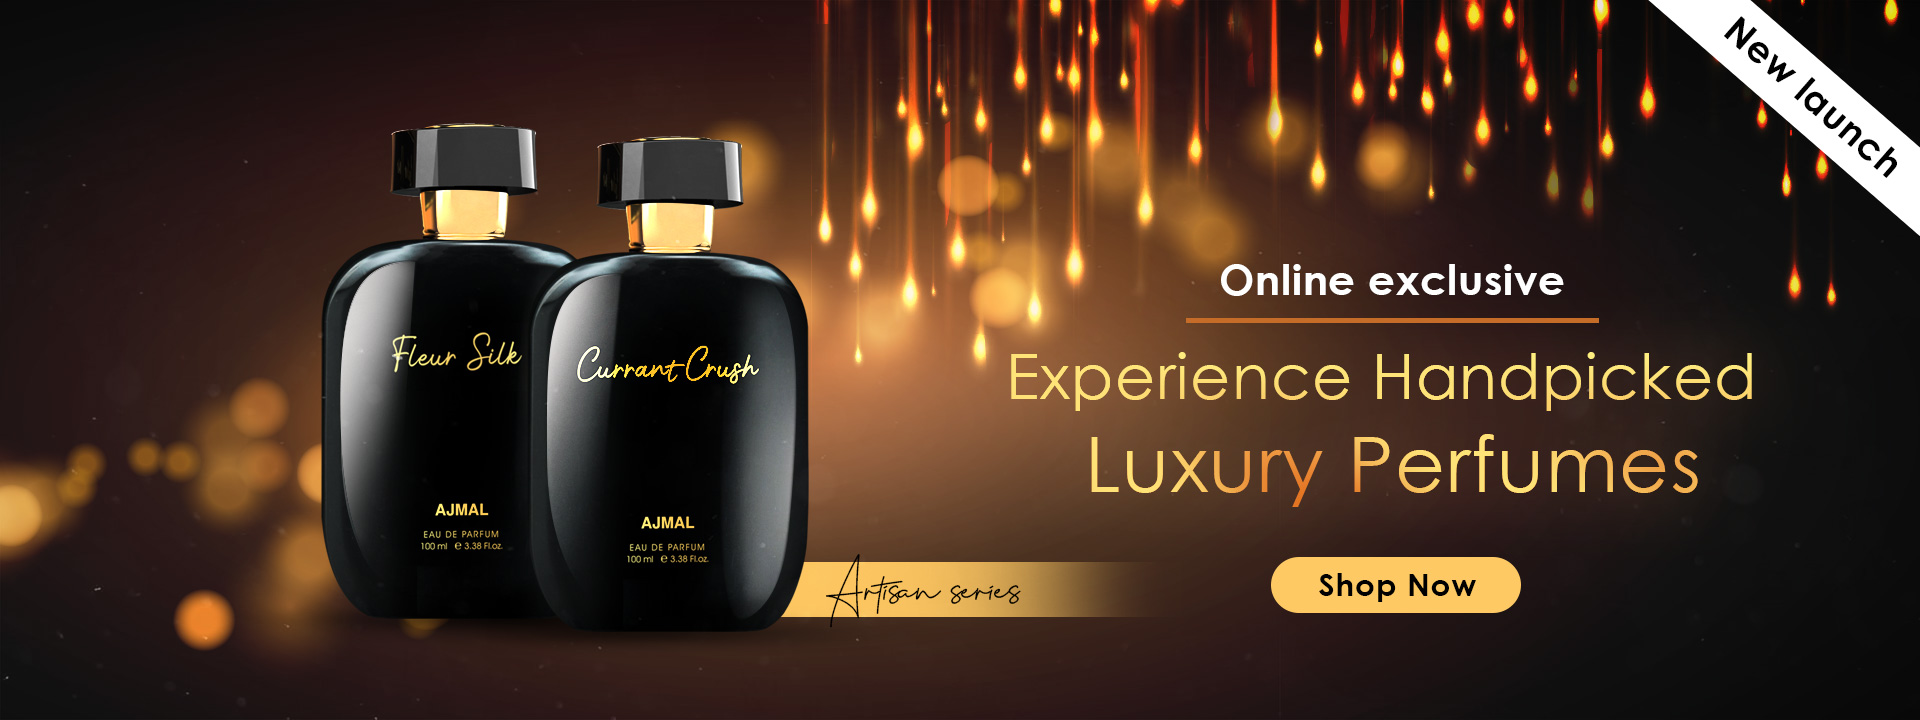 New launch
Fleur Silk
AJMAL
EAU DE PARFUM
100 ml ℮ 3.38 Fl.oz.
Currant Crush
AJMAL
EAU DE PARFUM
100 ml ℮ 3.38 Fl.oz.
Artisan series
Online exclusive
Experience Handpicked
Luxury Perfumes
Shop Now